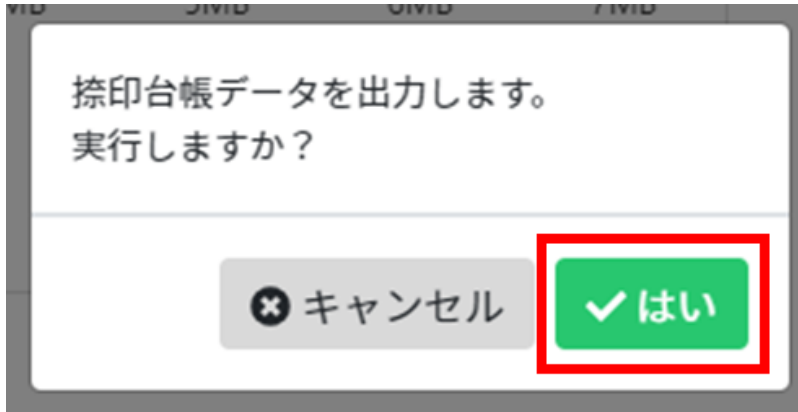 捺印台帳データを出力します。
実行しますか？
キャンセル
はい